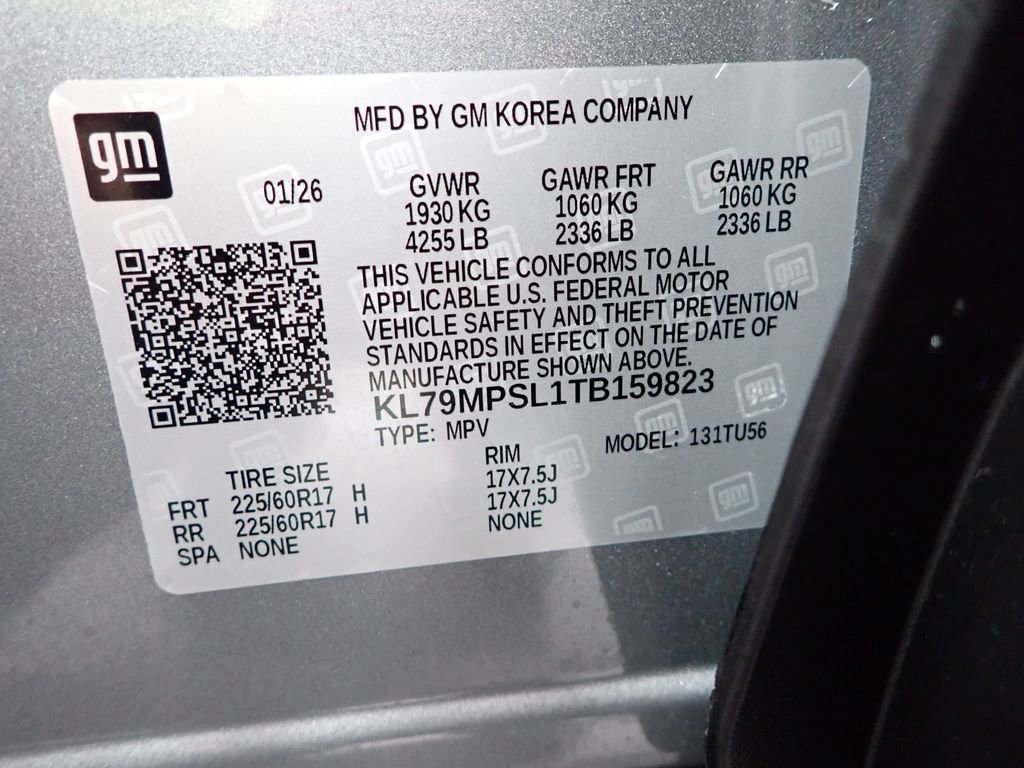 gm
MFD BY GM KOREA COMPANY
01/26
GVWR GAWR FRT GAWR RR
1930 KG 1060 KG 1060 KG
4255 LB 2336 LB 2336 LB
THIS VEHICLE CONFORMS TO ALL
APPLICABLE U.S. FEDERAL MOTOR
VEHICLE SAFETY AND THEFT PREVENTION
STANDARDS IN EFFECT ON THE DATE OF
MANUFACTURE SHOWN ABOVE.
KL79MPSL1TB159823
TYPE: MPV MODEL: 131TU56
TIRE SIZE RIM
FRT 225/60R17 H 17X7.5J
RR 225/60R17 H 17X7.5J
SPA NONE NONE